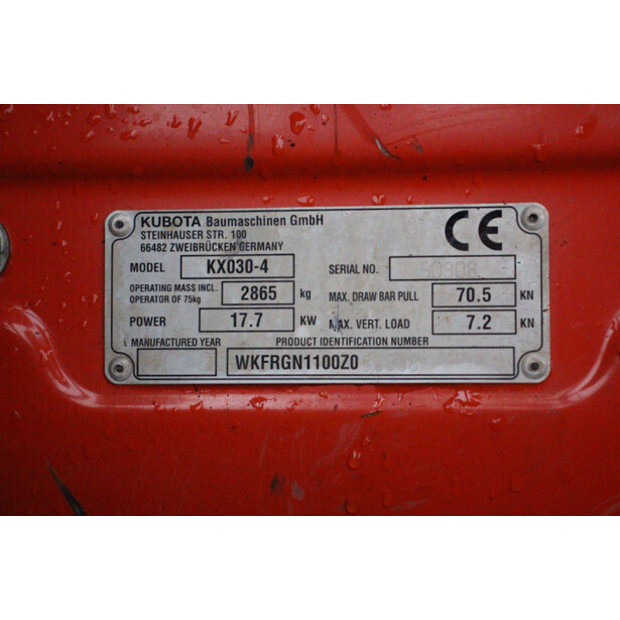 KUBOTA Baumaschinen GmbH
STEINHAUSER STR. 100
66482 ZWEIBRÜCKEN GERMANY
CE
MODEL KX030-4 SERIAL NO.
OPERATING MASS INCL. OPERATOR OF 75kg 2865 kg MAX. DRAW BAR PULL 70.5 KN
POWER 17.7 KW MAX. VERT. LOAD 7.2 KN
MANUFACTURED YEAR PRODUCT IDENTIFICATION NUMBER
WKFRGN1100Z0